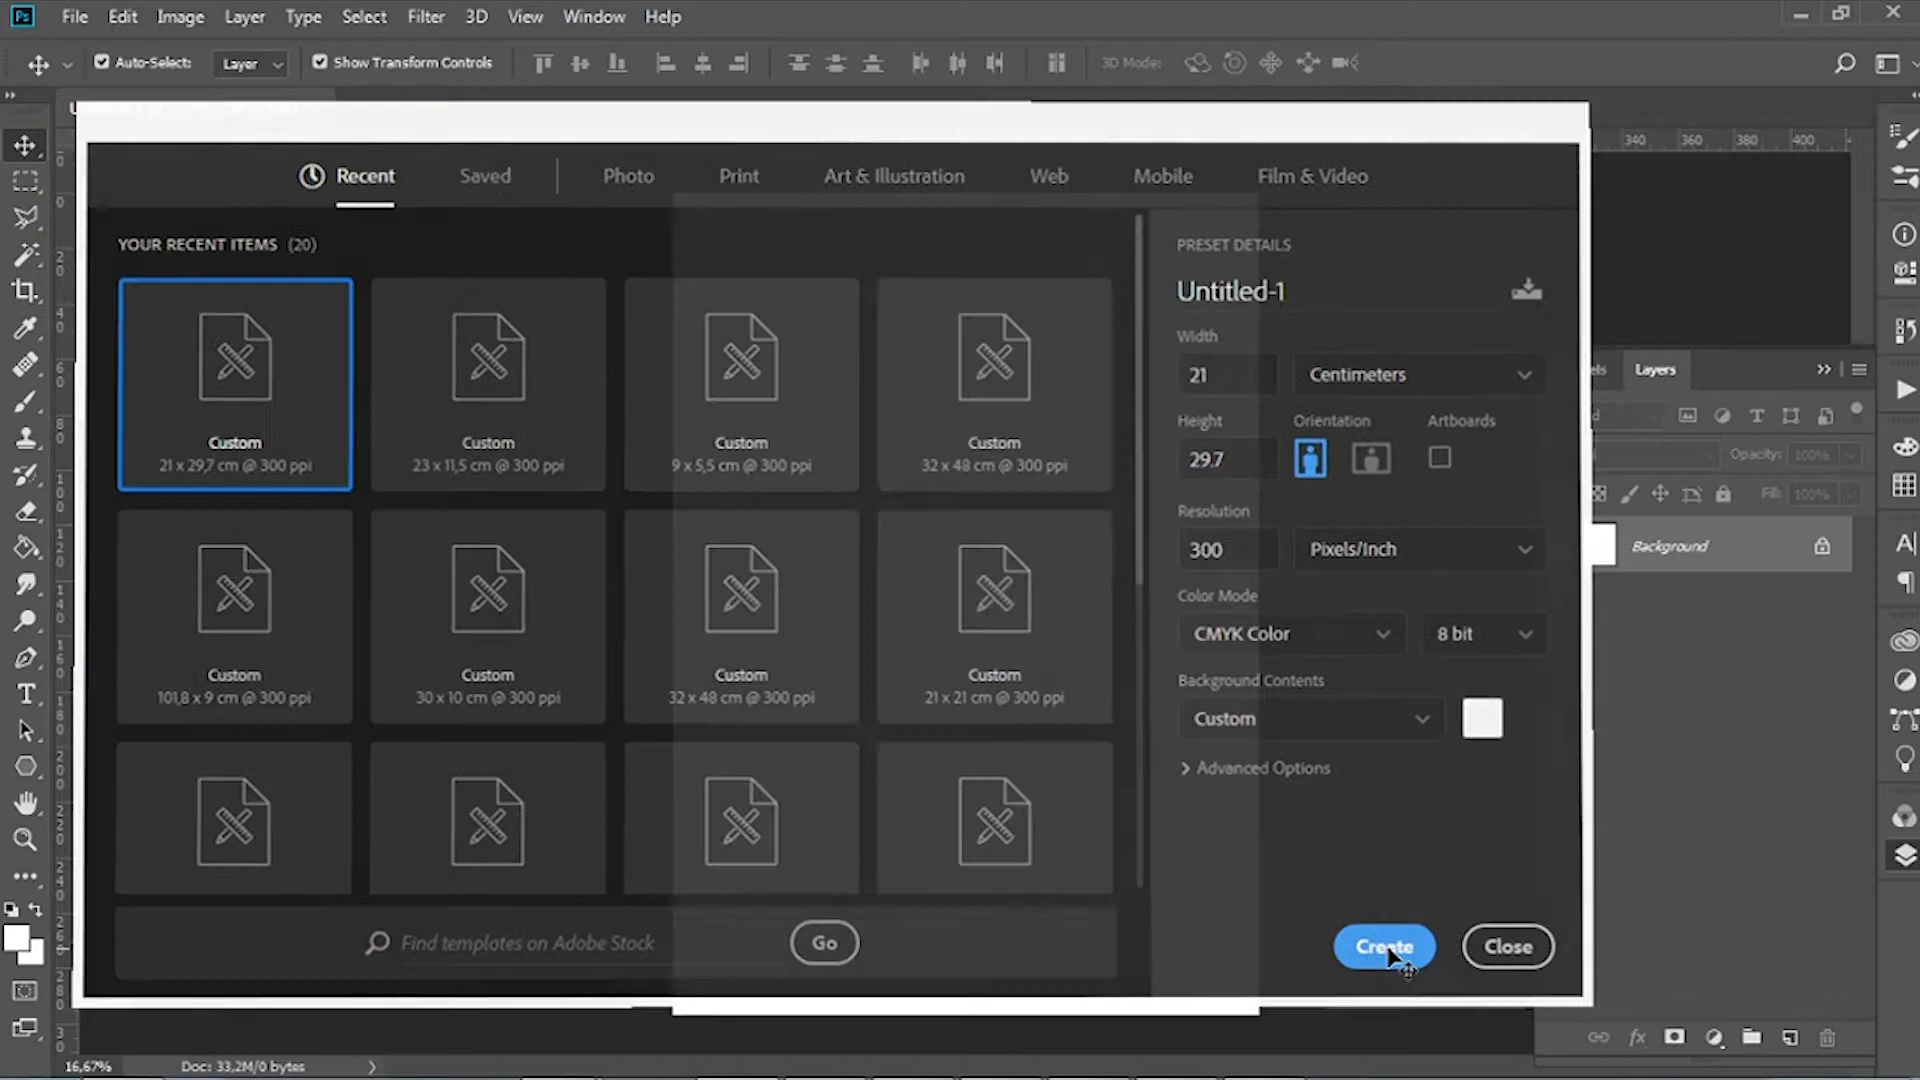 Ps File Edit Image Layer Type Select Filter 3D View Window Help
Auto-Select: Layer Show Transform Controls 3D Mode:
340 360 380 400
Recent Saved Photo Print Art & Illustration Web Mobile Film & Video
YOUR RECENT ITEMS (20)
Custom
21 x 29,7 cm @ 300 ppi
Custom
23 x 11,5 cm @ 300 ppi
Custom
9 x 5,5 cm @ 300 ppi
Custom
32 x 48 cm @ 300 ppi
Custom
101,8 x 9 cm @ 300 ppi
Custom
30 x 10 cm @ 300 ppi
Custom
32 x 48 cm @ 300 ppi
Custom
21 x 21 cm @ 300 ppi
Find templates on Adobe Stock Go
PRESET DETAILS
Untitled-1
Width
21 Centimeters
Height Orientation Artboards
29.7
Resolution
300 Pixels/Inch
Color Mode
CMYK Color 8 bit
Background Contents
Custom
Advanced Options
Create Close
Layers
Opacity: 100%
Fill: 100%
Background
16,67% Doc: 33,2M/0 bytes